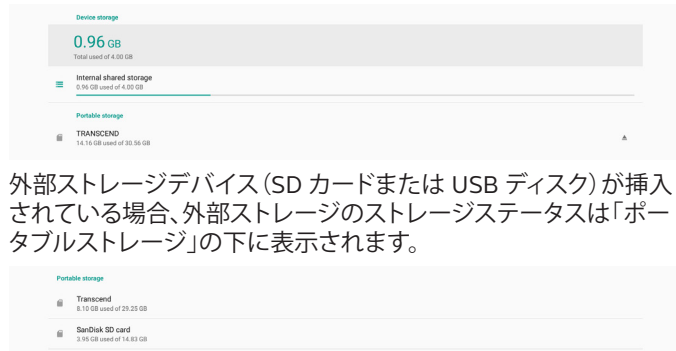 Device storage
0.96 GB
Total used of 4.00 GB
Internal shared storage
0.96 GB used of 4.00 GB
Portable storage
TRANSCEND
14.16 GB used of 30.56 GB
外部ストレージデバイス（SD カードまたは USB ディスク）が挿入
されている場合、外部ストレージのストレージステータスは「ポー
タブルストレージ」の下に表示されます。
Portable storage
Transcend
8.10 GB used of 29.25 GB
SanDisk SD card
3.95 GB used of 14.83 GB